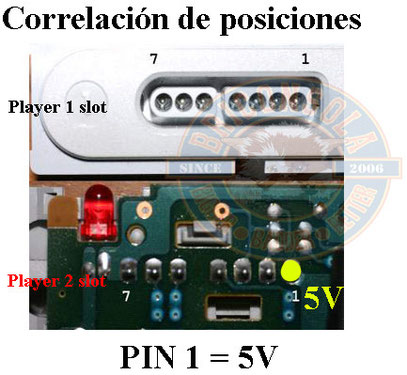 Correlación de posiciones
7 1
Player 1 slot
SINCE 2006
Player 2 slot
7 1 5V
PIN 1 = 5V